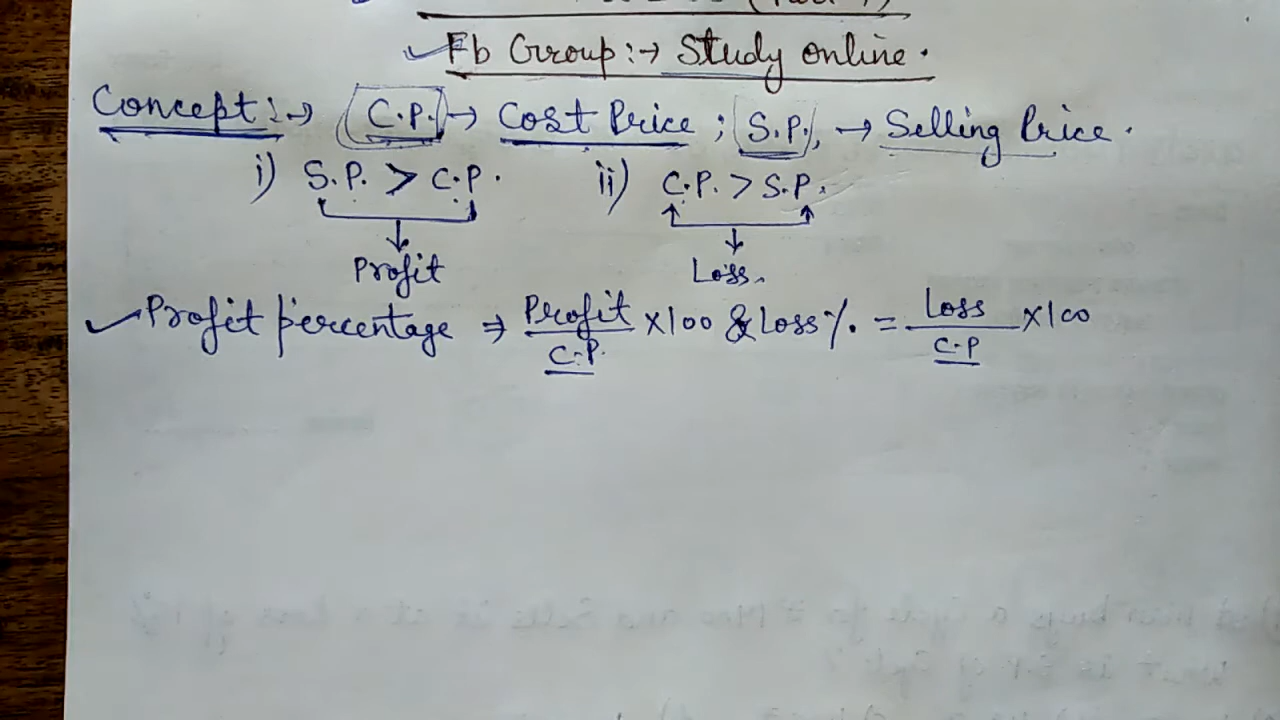 Fb Group:→ Study online.
Concept:→ C.P. → Cost Price ; S.P. → Selling Price.
i) S.P. > C.P. ii) C.P. > S.P.
Profit Loss.
Profit percentage ⇒ Profit/C.P. ×100 & Loss%. = Loss/C.P ×100